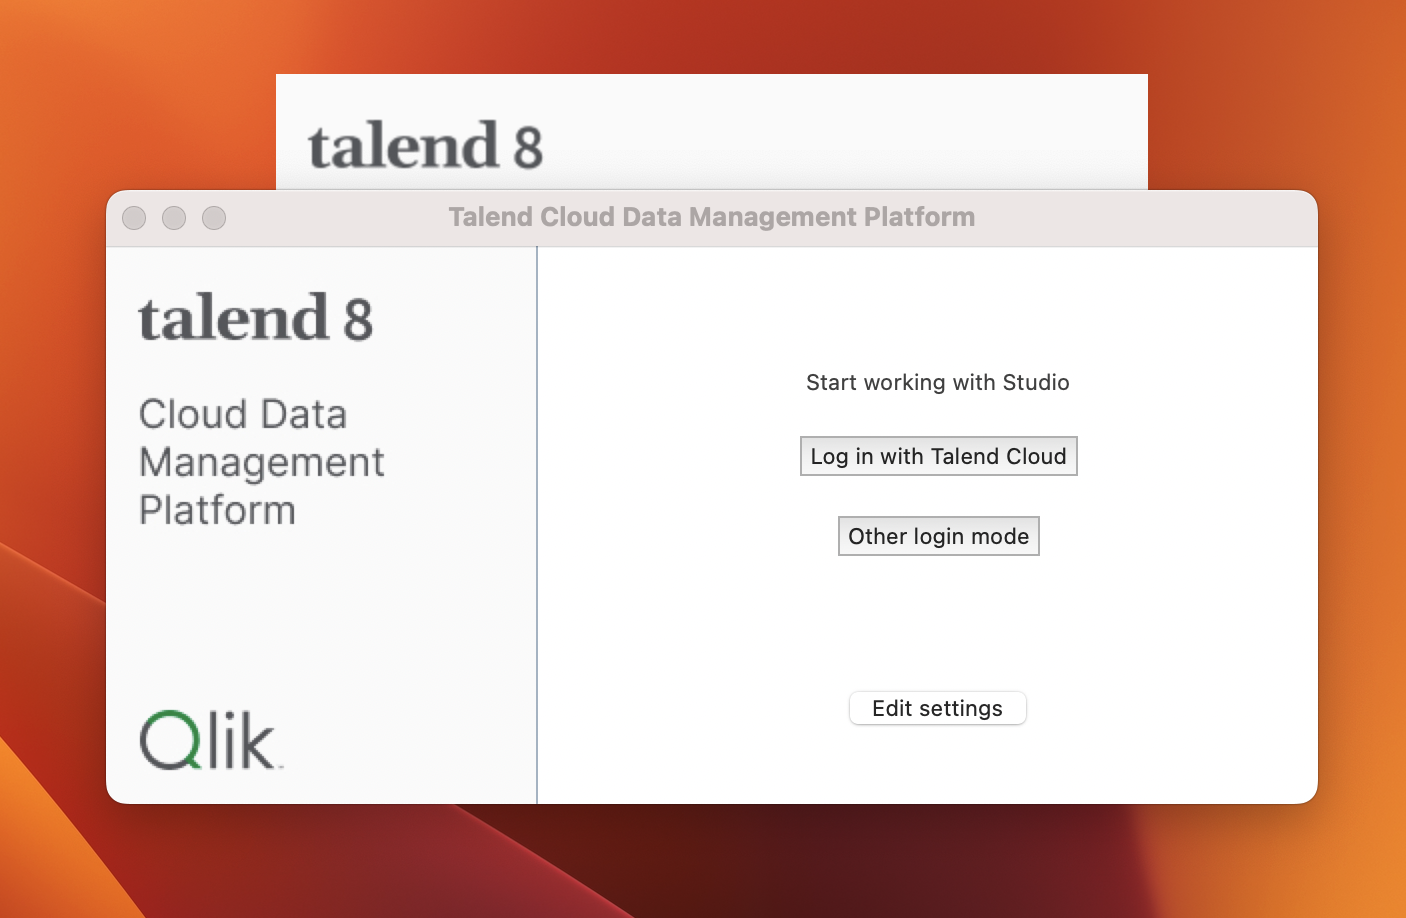 talend 8
Talend Cloud Data Management Platform
talend 8
Cloud Data
Management
Platform
Qlik
Start working with Studio
Log in with Talend Cloud
Other login mode
Edit settings